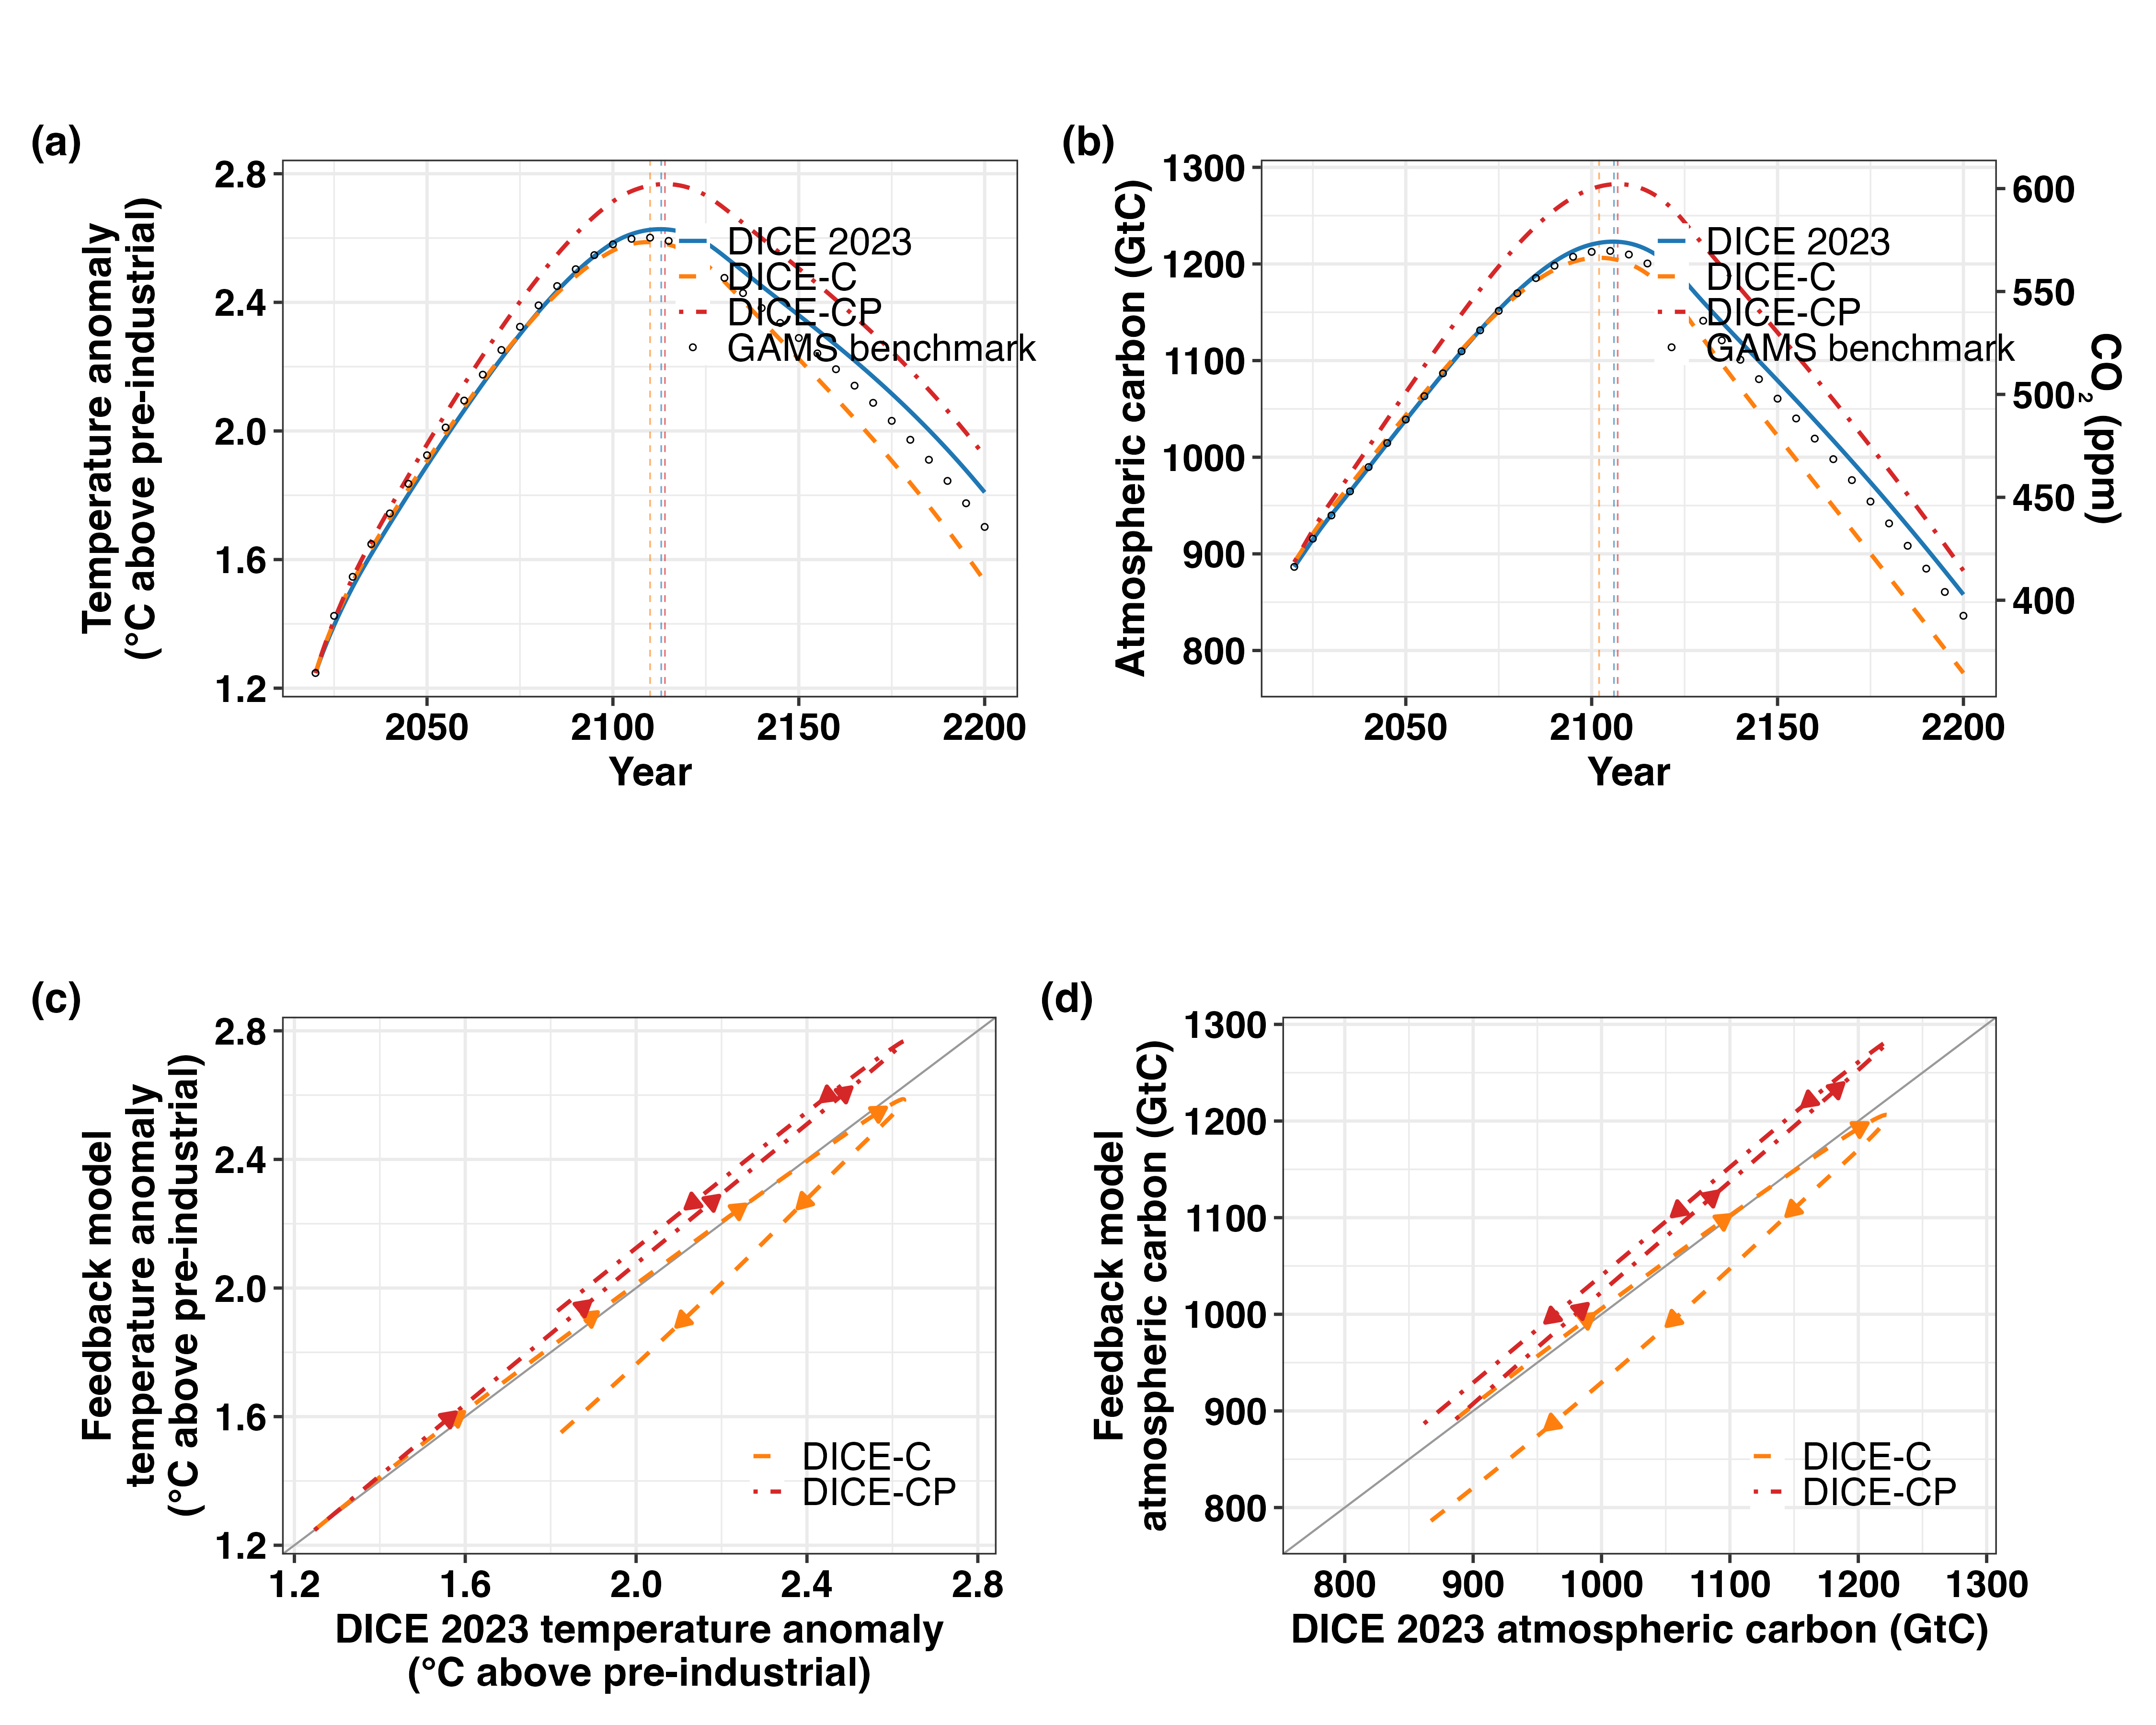 (a)
2.8
2.4
2.0
1.6
1.2
Temperature anomaly
(°C above pre-industrial)
DICE 2023
DICE-C
DICE-CP
GAMS benchmark
2050 2100 2150 2200
Year
(b)
1300
1200
1100
1000
900
800
Atmospheric carbon (GtC)
DICE 2023
DICE-C
DICE-CP
GAMS benchmark
600
550
500
450
400
CO₂ (ppm)
2050 2100 2150 2200
Year
(c)
2.8
2.4
2.0
1.6
1.2
Feedback model
temperature anomaly
(°C above pre-industrial)
DICE-C
DICE-CP
1.2 1.6 2.0 2.4 2.8
DICE 2023 temperature anomaly
(°C above pre-industrial)
(d)
1300
1200
1100
1000
900
800
Feedback model
atmospheric carbon (GtC)
DICE-C
DICE-CP
800 900 1000 1100 1200 1300
DICE 2023 atmospheric carbon (GtC)